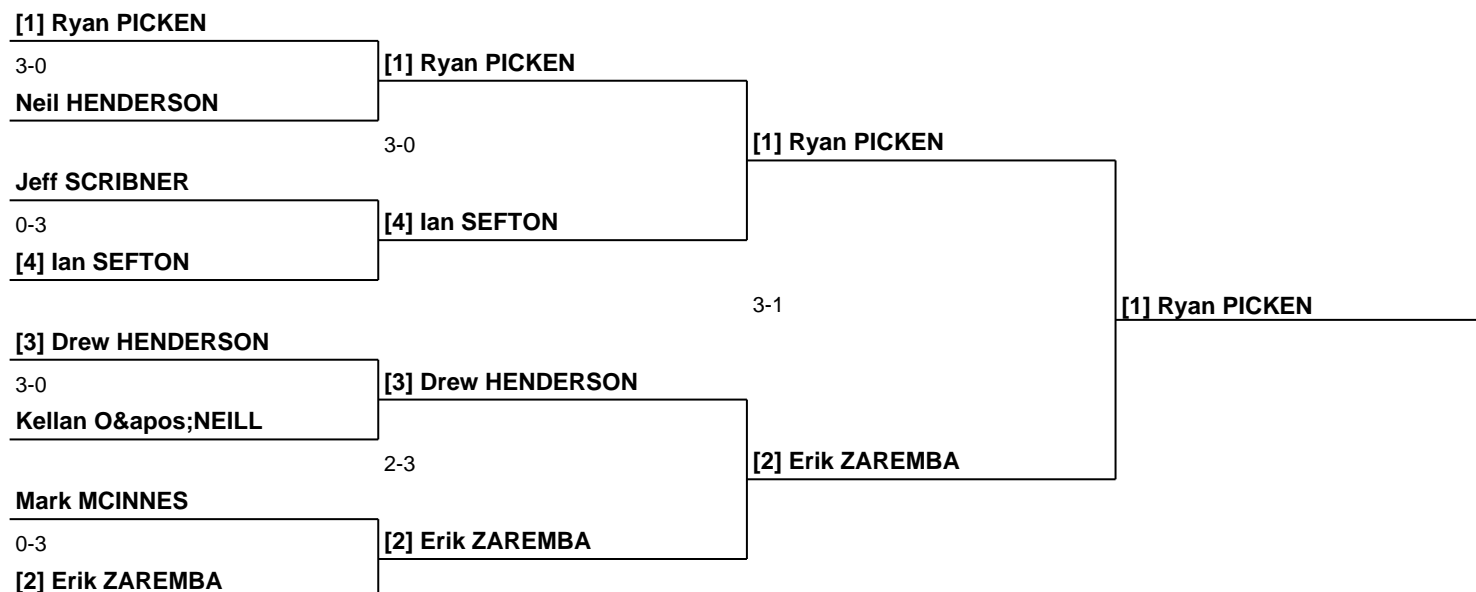 [1] Ryan PICKEN
3-0
Neil HENDERSON
Jeff SCRIBNER
0-3
[4] Ian SEFTON
[3] Drew HENDERSON
3-0
Kellan O&apos;NEILL
Mark MCINNES
0-3
[2] Erik ZAREMBA
[1] Ryan PICKEN
3-0
[4] Ian SEFTON
[3] Drew HENDERSON
2-3
[2] Erik ZAREMBA
[1] Ryan PICKEN
3-1
[2] Erik ZAREMBA
[1] Ryan PICKEN